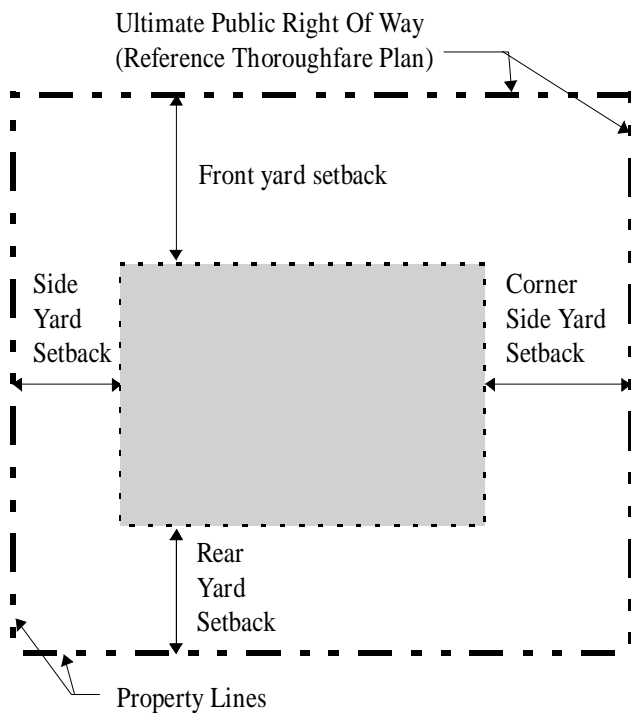 Ultimate Public Right Of Way
(Reference Thoroughfare Plan)
Front yard setback
Side
Yard
Setback
Corner
Side Yard
Setback
Rear
Yard
Setback
Property Lines